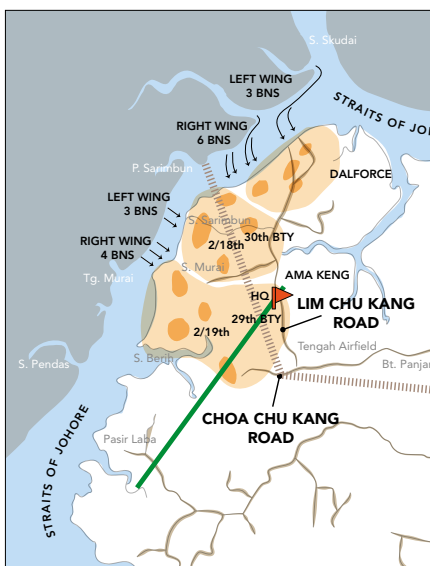 S. Skudai
LEFT WING
3 BNS
STRAITS OF JOH
RIGHT WING
6 BNS
P. Sarimbun
DALFORCE
LEFT WING
3 BNS
S. Sarimbun
30th BTY
2/18th
RIGHT WING
4 BNS
S. Murai
AMA KENG
Tg. Murai
HQ
LIM CHU KANG
ROAD
29th BTY
2/19th
Tengah Airfield
S. Berih
S. Pendas
Bt. Panjan
CHOA CHU KANG
ROAD
Pasir Laba
STRAITS OF JOHORE